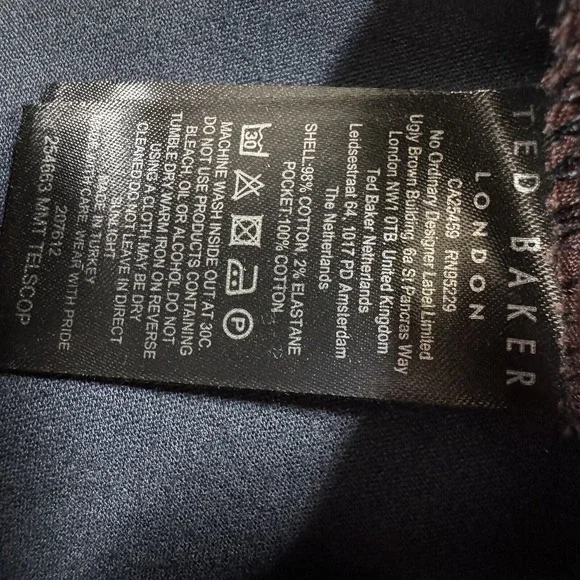 TED BAKER
LONDON
CA25459 RN95229
No Ordinary Designer Label Limited
Ugly Brown Building, 6a St Pancras Way
London NW1 0TB, United Kingdom
Ted Baker Netherlands
Leidsestraat 64, 1017 PD Amsterdam
The Netherlands
SHELL:98% COTTON, 2% ELASTANE
POCKET:100% COTTON
30
P
MACHINE WASH INSIDE OUT AT 30C.
DO NOT USE PRODUCTS CONTAINING
BLEACH, OIL OR ALCOHOL.DO NOT
TUMBLE DRY.WARM IRON ON REVERSE
USING A CLOTH.MAY BE DRY
CLEANED.DO NOT LEAVE IN DIRECT
SUNLIGHT
MADE IN TURKEY
WITH CARE, WEAR WITH PRIDE
207612
254663 MMT TELSCOP